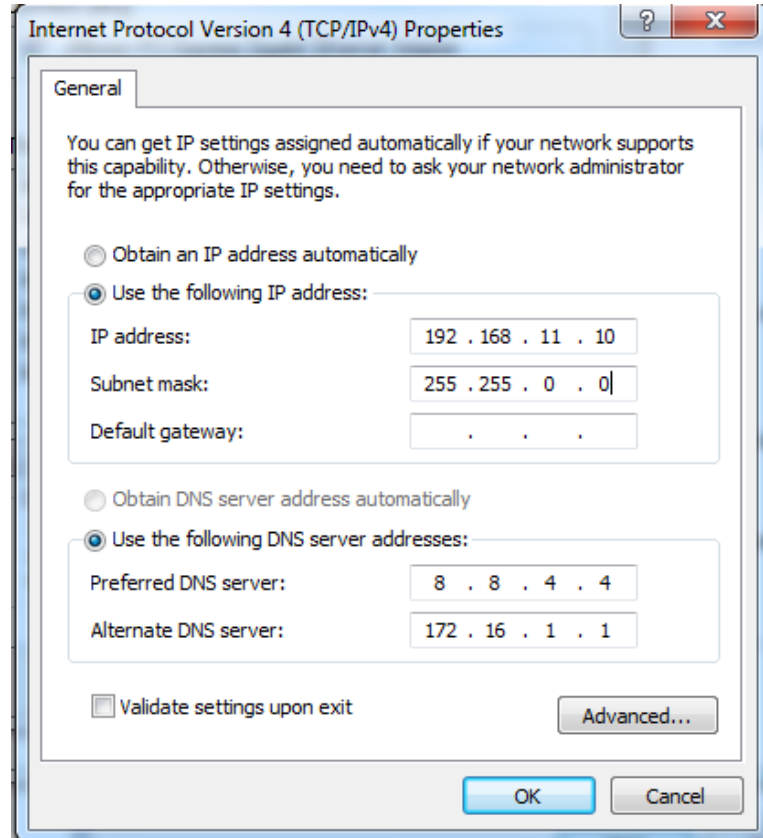 Internet Protocol Version 4 (TCP/IPv4) Properties
General
You can get IP settings assigned automatically if your network supports
this capability. Otherwise, you need to ask your network administrator
for the appropriate IP settings.
Obtain an IP address automatically
Use the following IP address:
IP address: 192 . 168 . 11 . 10
Subnet mask: 255 . 255 . 0 . 0
Default gateway: . . .
Obtain DNS server address automatically
Use the following DNS server addresses:
Preferred DNS server: 8 . 8 . 4 . 4
Alternate DNS server: 172 . 16 . 1 . 1
Validate settings upon exit
Advanced...
OK Cancel